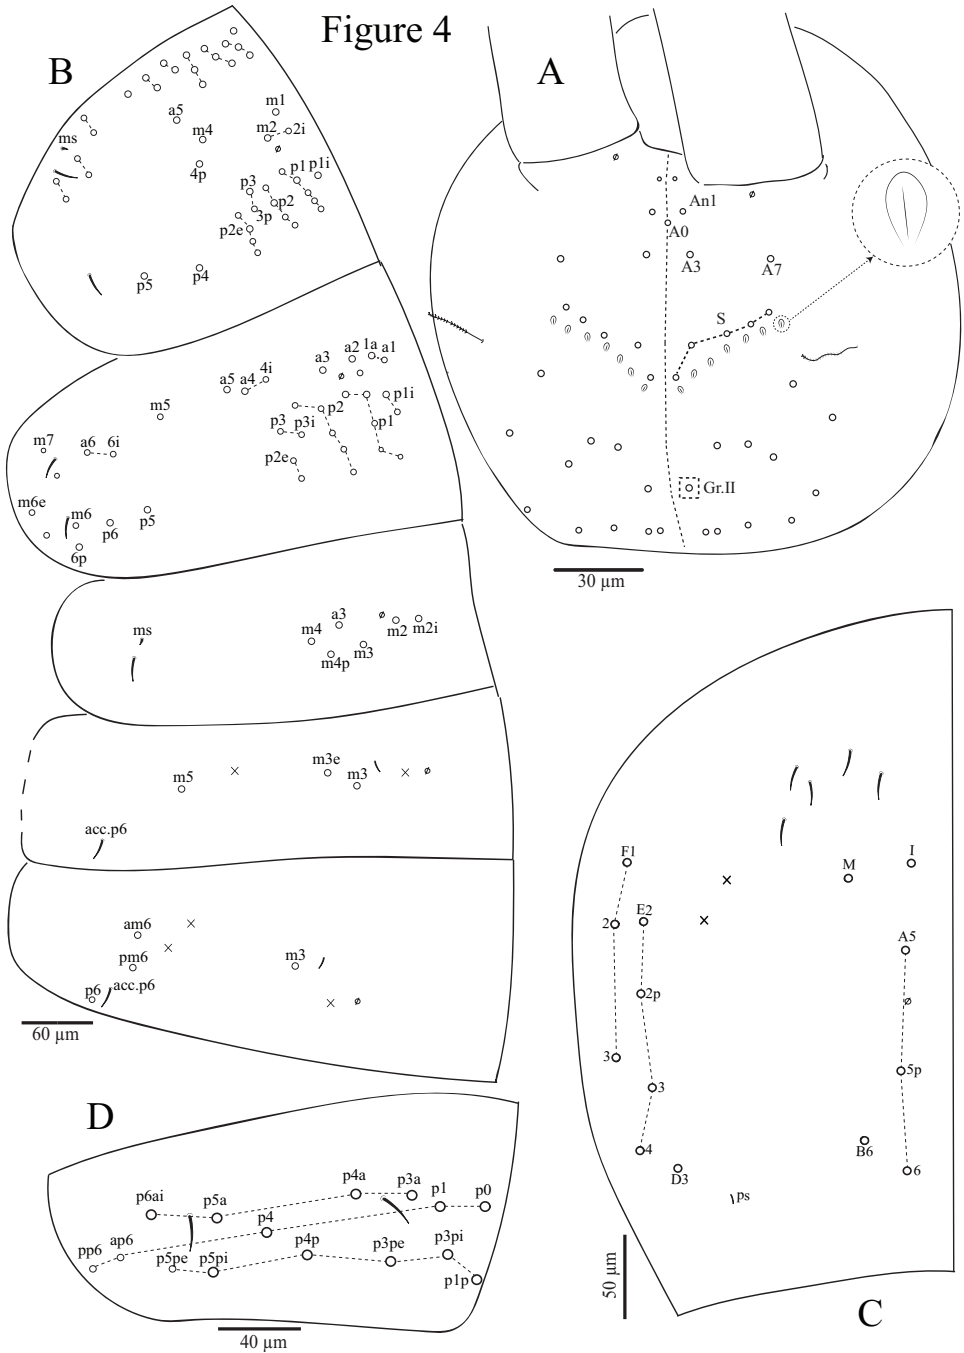 Figure 4
B
A
m1
a5
m2
2i
m4
ms
ø
4p
p1
p1i
p3
p2
3p
p2e
p5
p4
An1
ø
A0
A3
A7
S
Gr.II
30 µm
a2
1a
a1
a3
4i
ø
a5
a4
p1i
m5
p2
p1
p3
p3i
m7
a6
6i
p2e
m6e
m6
p6
p5
6p
ms
a3
ø
m4
m2
m2i
m4p
m3
m5
×
m3e
m3
×
ø
acc.p6
am6
×
×
pm6
m3
p6
acc.p6
×
ø
60 µm
F1
M
I
×
2
E2
×
A5
2p
ø
3
3
5p
4
B6
D3
6
ps
50 µm
C
D
p4a
p3a
p6ai
p5a
p1
p0
p4
pp6
ap6
p5pe
p5pi
p4p
p3pe
p3pi
p1p
40 µm